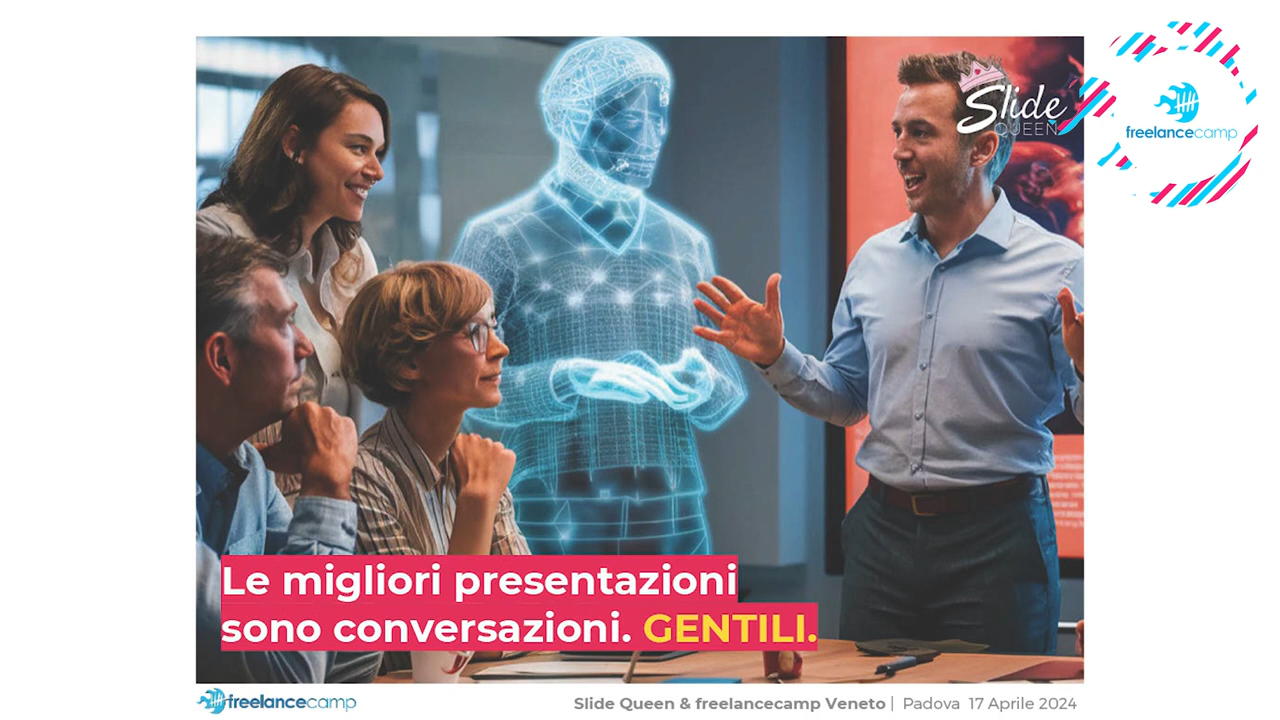 Slide
QUEEN
freelancecamp
Le migliori presentazioni
sono conversazioni. GENTILI.
freelancecamp
Slide Queen & freelancecamp Veneto | Padova 17 Aprile 2024